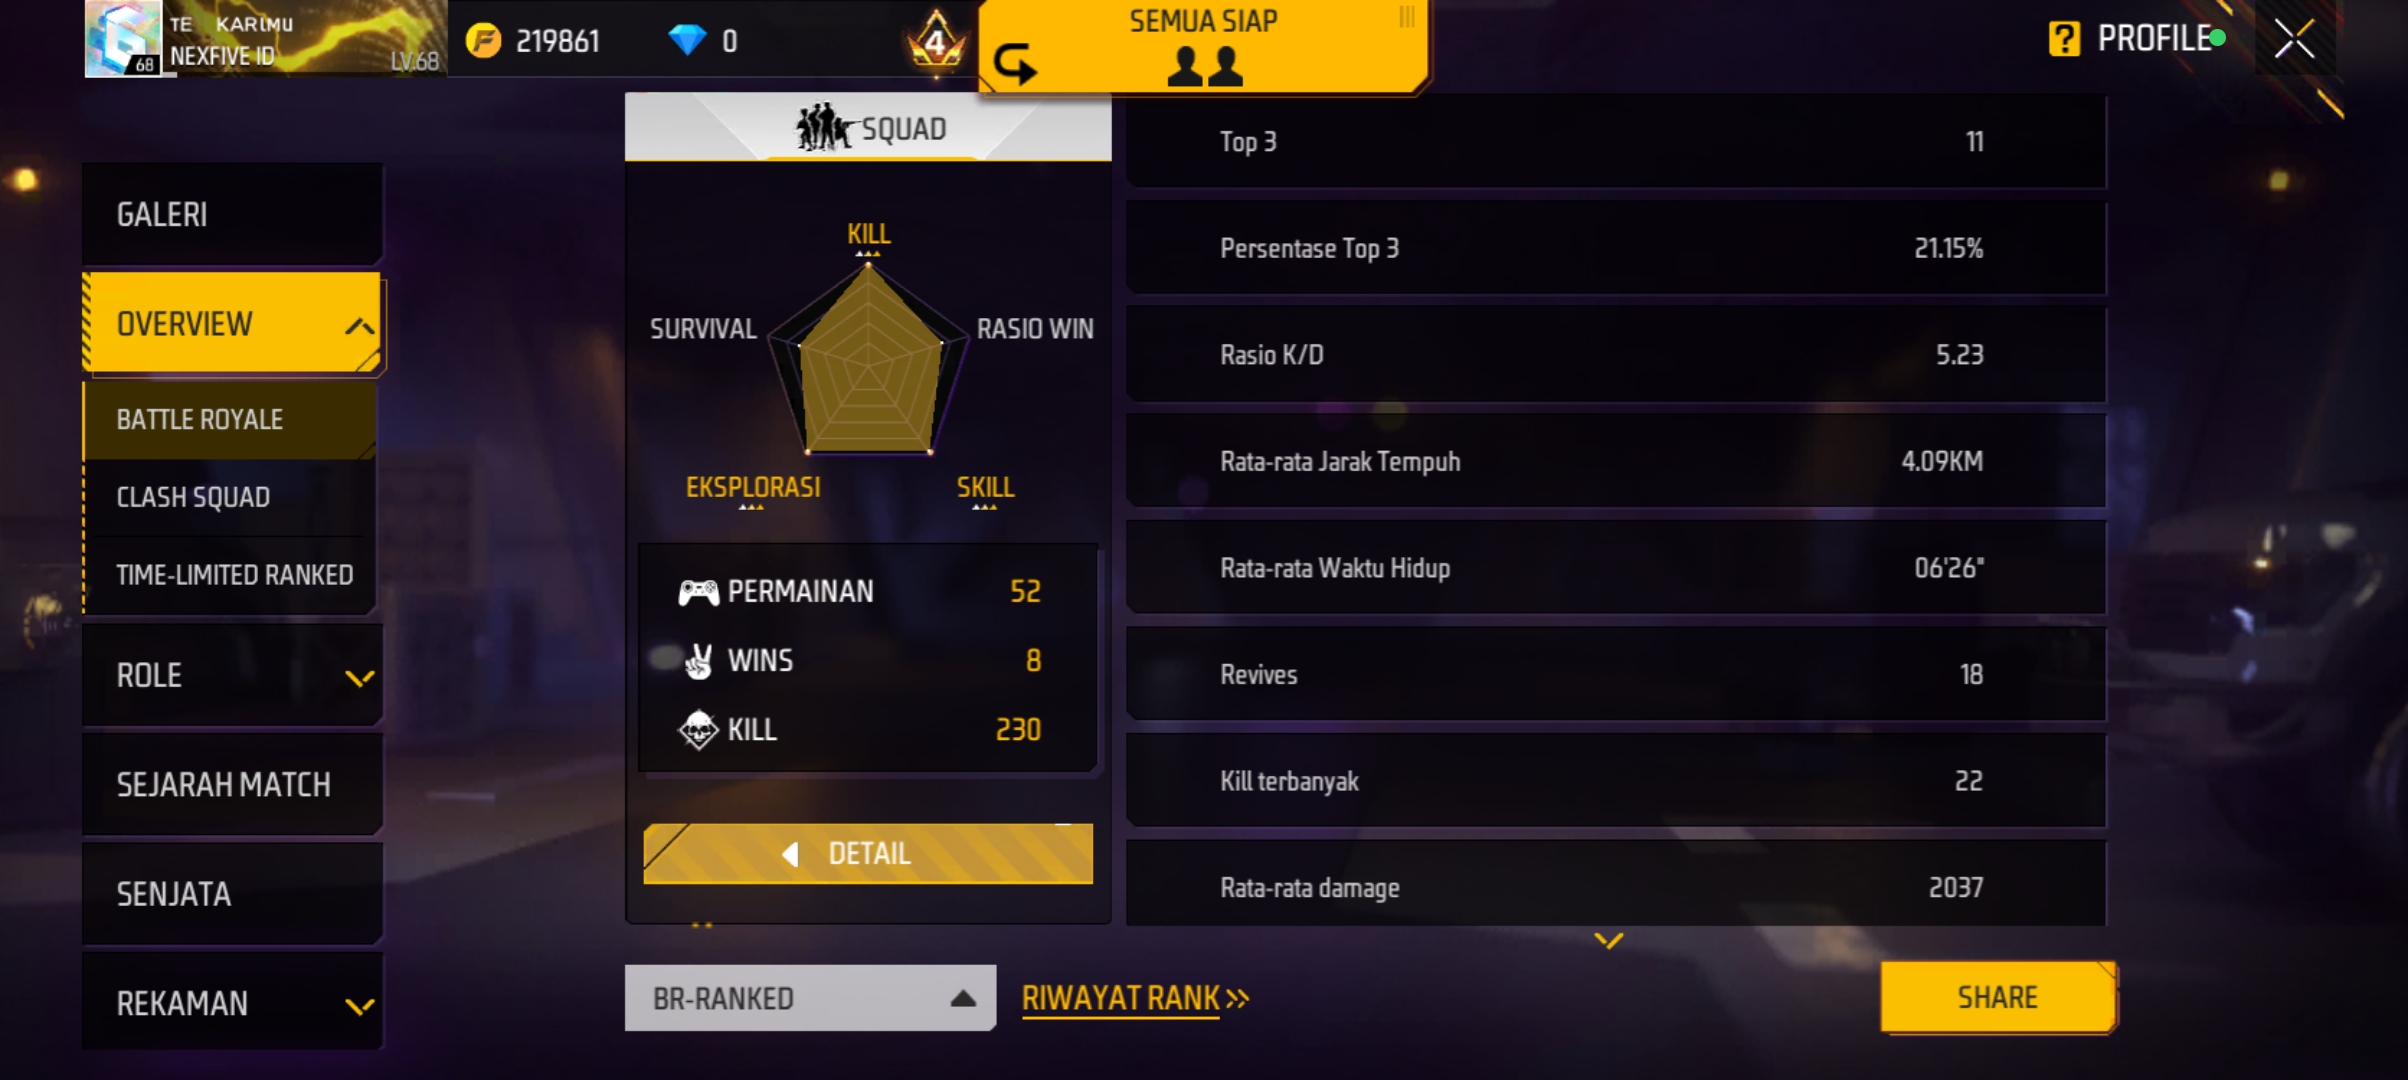 TE KARIMU
NEXFIVE ID
68
LV.68
219861
0
4
SEMUA SIAP
PROFILE
GALERI
OVERVIEW
BATTLE ROYALE
CLASH SQUAD
TIME-LIMITED RANKED
ROLE
SEJARAH MATCH
SENJATA
REKAMAN
SQUAD
KILL
SURVIVAL
RASIO WIN
EKSPLORASI
SKILL
PERMAINAN 52
WINS 8
KILL 230
DETAIL
BR-RANKED
RIWAYAT RANK
Top 3 11
Persentase Top 3 21.15%
Rasio K/D 5.23
Rata-rata Jarak Tempuh 4.09KM
Rata-rata Waktu Hidup 06'26"
Revives 18
Kill terbanyak 22
Rata-rata damage 2037
SHARE